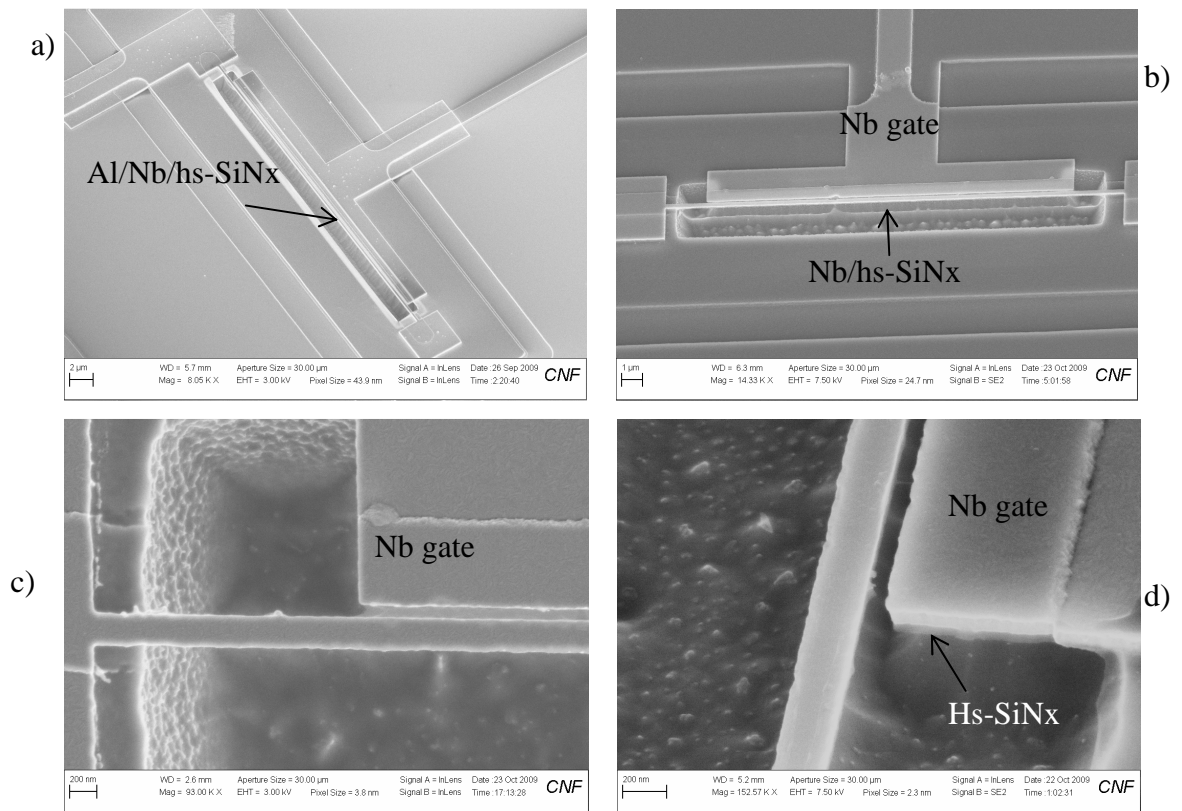 a)
Al/Nb/hs-SiNx
2 µm
WD = 5.7 mm Aperture Size = 30.00 µm Signal A = InLens Date :26 Sep 2009
Mag = 8.05 K X EHT = 3.00 kV Pixel Size = 43.9 nm Signal B = InLens Time :2:20:40
CNF
b)
Nb gate
Nb/hs-SiNx
1 µm
WD = 6.3 mm Aperture Size = 30.00 µm Signal A = InLens Date :23 Oct 2009
Mag = 14.33 K X EHT = 7.50 kV Pixel Size = 24.7 nm Signal B = SE2 Time :5:01:58
CNF
c)
Nb gate
200 nm
WD = 2.6 mm Aperture Size = 30.00 µm Signal A = InLens Date :23 Oct 2009
Mag = 93.00 K X EHT = 3.00 kV Pixel Size = 3.8 nm Signal B = InLens Time :17:13:28
CNF
d)
Nb gate
Hs-SiNx
200 nm
WD = 5.2 mm Aperture Size = 30.00 µm Signal A = InLens Date :22 Oct 2009
Mag = 152.57 K X EHT = 7.50 kV Pixel Size = 2.3 nm Signal B = InLens Time :1:02:31
CNF